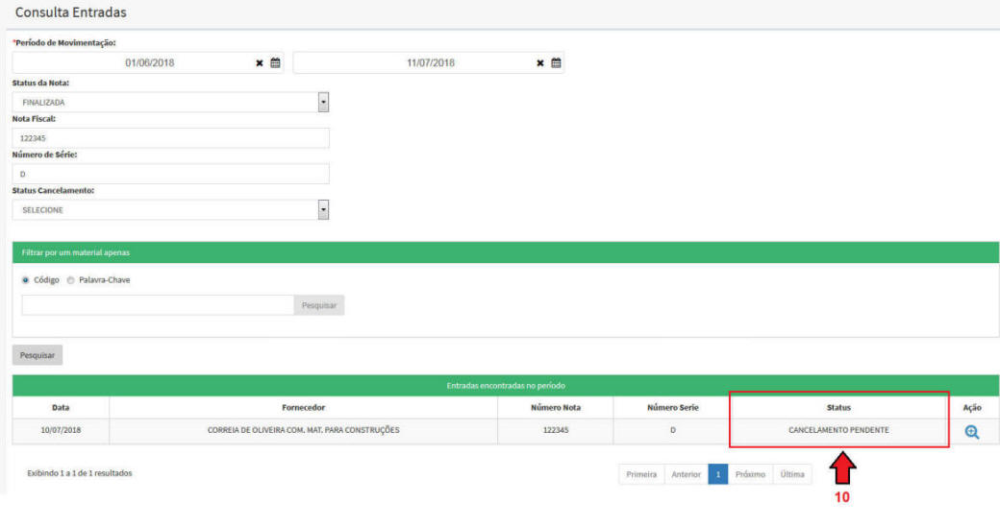 Consulta Entradas
*Período de Movimentação:
01/06/2018 11/07/2018
Status da Nota:
FINALIZADA
Nota Fiscal:
122345
Número de Série:
D
Status Cancelamento:
SELECIONE
Filtrar por um material apenas
Código Palavra-Chave
Pesquisar
Pesquisar
Entradas encontradas no período
Data Fornecedor Número Nota Número Serie Status Ação
10/07/2018 CORREIA DE OLIVEIRA COM. MAT. PARA CONSTRUÇÕES 122345 D CANCELAMENTO PENDENTE
Exibindo 1 a 1 de 1 resultados Primeira Anterior 1 Próximo Última
10